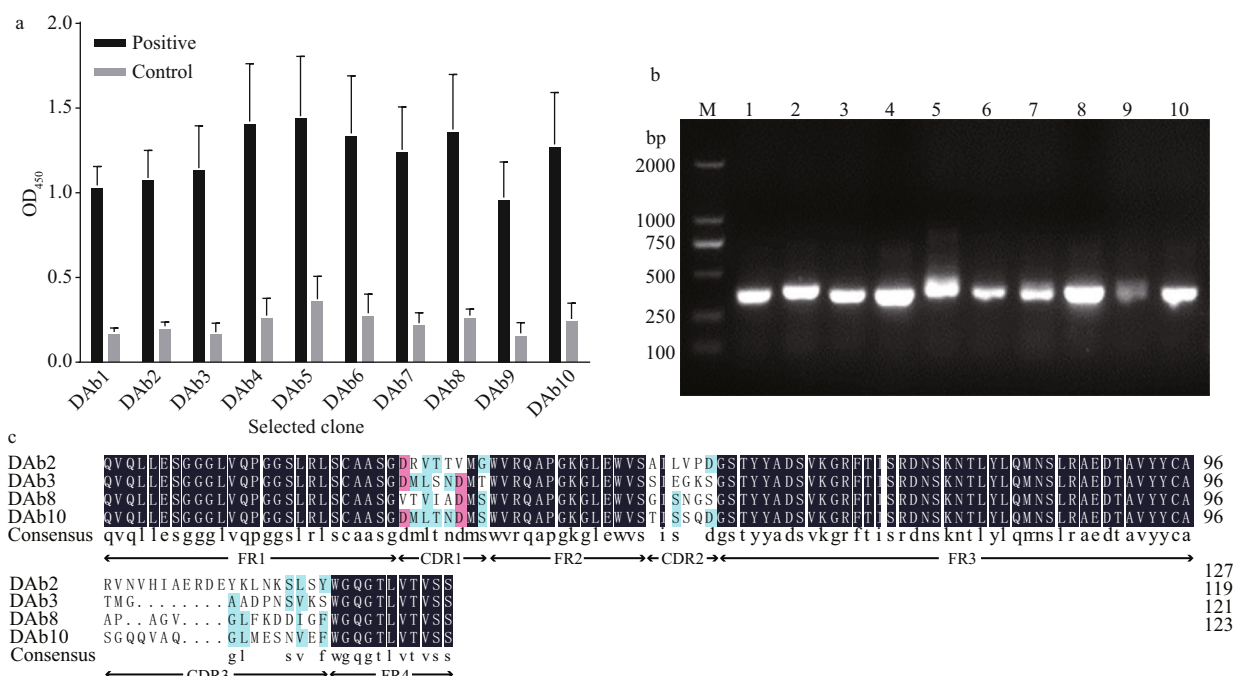 a
2.0
1.5
1.0
0.5
0.0
OD450
Positive
Control
DAb1 DAb2 DAb3 DAb4 DAb5 DAb6 DAb7 DAb8 DAb9 DAb10
Selected clone
b
M 1 2 3 4 5 6 7 8 9 10
bp
2000
1000
750
500
250
100
c
DAb2 QVQLLESGGGLVQPGGSLRLSCAASGDRVTTVMGWVRQAPGKGLEWVSAILVPDGSTYYADSVKGRFTISRDNSKNTLYLQMNSLRAEDTAVYYCA 96
DAb3 QVQLLESGGGLVQPGGSLRLSCAASGDMLSNDMTWVRQAPGKGLEWVSSIEGKSGSTYYADSVKGRFTISRDNSKNTLYLQMNSLRAEDTAVYYCA 96
DAb8 QVQLLESGGGLVQPGGSLRLSCAASGVTVIADMSWVRQAPGKGLEWVSGISNGSGSTYYADSVKGRFTISRDNSKNTLYLQMNSLRAEDTAVYYCA 96
DAb10 QVQLLESGGGLVQPGGSLRLSCAASGDMLTNDMSWVRQAPGKGLEWVSTISSQDGSTYYADSVKGRFTISRDNSKNTLYLQMNSLRAEDTAVYYCA 96
Consensus qvqllesggglvqpggslrlscaasgdmltndmswvrqapgkglewvs is dgstyyadsvkgrftisrdnskntlylqmnslraedtavyyca
FR1 CDR1 FR2 CDR2 FR3
DAb2 RVNVHIAERDEYKLNKSLSYWGQGTLVTVSS 127
DAb3 TMG........AADPNSVKSWGQGTLVTVSS 119
DAb8 AP..AGV....GLFKDDIGFWGQGTLVTVSS 121
DAb10 SGQQVAQ....GLMESNVEFWGQGTLVTVSS 123
Consensus gl sv fwgqgtlvtvss
CDR3 FR4